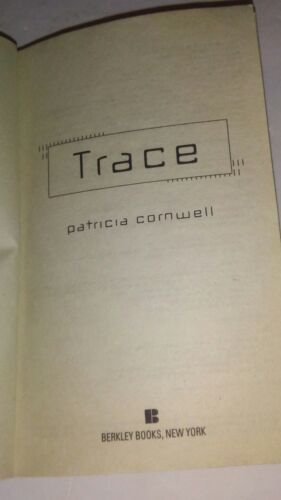 Trace
patricia cornwell
B
BERKLEY BOOKS, NEW YORK